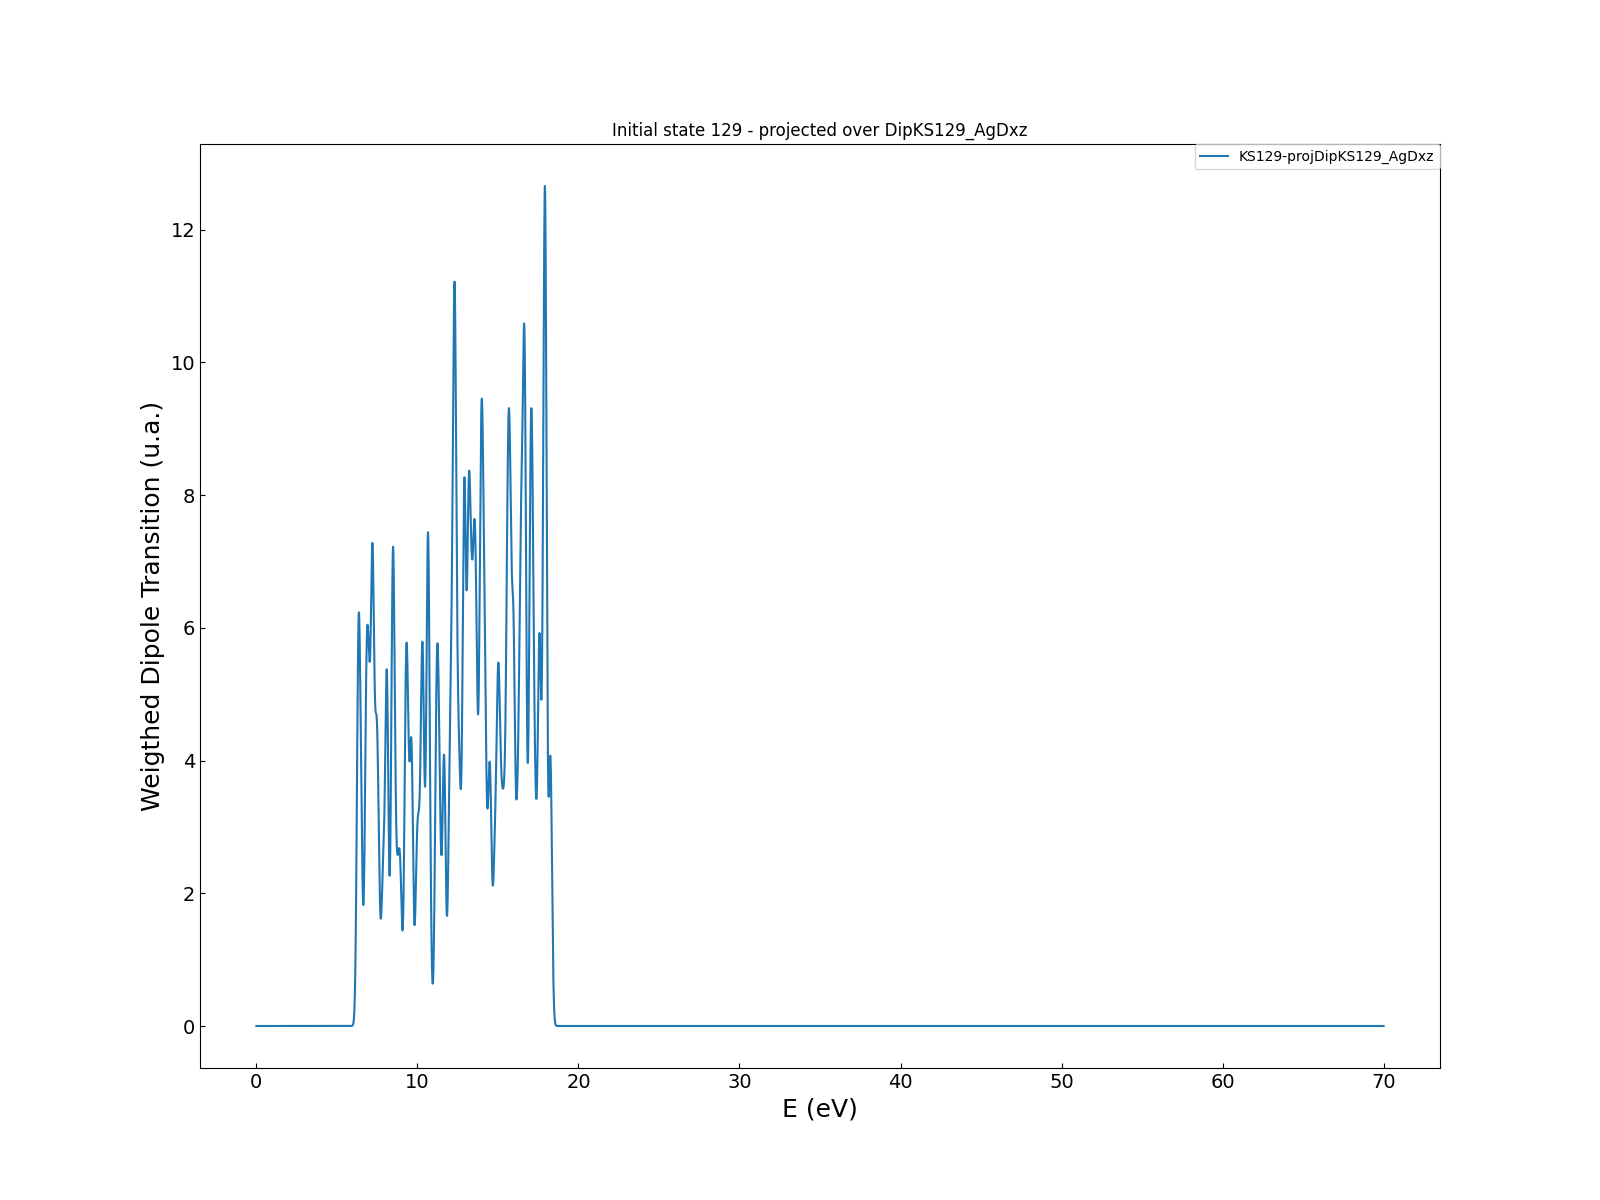 Initial state 129 - projected over DipKS129_AgDxz
KS129-projDipKS129_AgDxz
Weigthed Dipole Transition (u.a.)
12
10
8
6
4
2
0
0 10 20 30 40 50 60 70
E (eV)